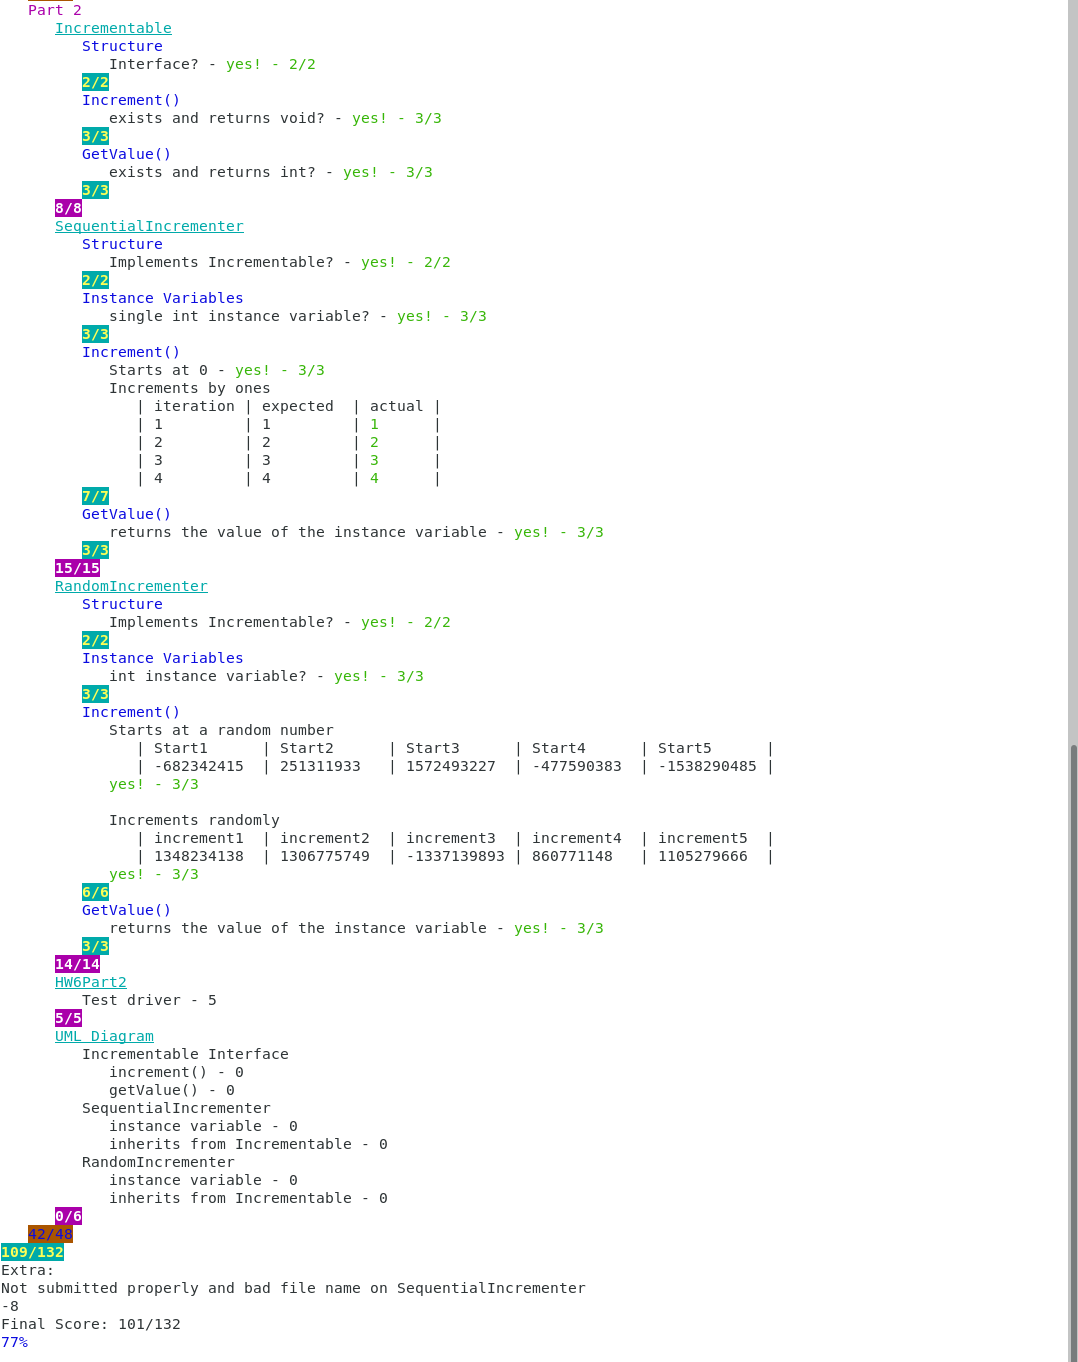 Part 2
Incrementable
Structure
Interface? - yes! - 2/2
2/2
Increment()
exists and returns void? - yes! - 3/3
3/3
GetValue()
exists and returns int? - yes! - 3/3
3/3
8/8
SequentialIncrementer
Structure
Implements Incrementable? - yes! - 2/2
2/2
Instance Variables
single int instance variable? - yes! - 3/3
3/3
Increment()
Starts at 0 - yes! - 3/3
Increments by ones
| iteration | expected  | actual |
| 1         | 1         | 1      |
| 2         | 2         | 2      |
| 3         | 3         | 3      |
| 4         | 4         | 4      |
7/7
GetValue()
returns the value of the instance variable - yes! - 3/3
3/3
15/15
RandomIncrementer
Structure
Implements Incrementable? - yes! - 2/2
2/2
Instance Variables
int instance variable? - yes! - 3/3
3/3
Increment()
Starts at a random number
| Start1      | Start2      | Start3      | Start4      | Start5      |
| -682342415  | 251311933   | 1572493227  | -477590383  | -1538290485 |
yes! - 3/3
Increments randomly
| increment1  | increment2  | increment3  | increment4  | increment5  |
| 1348234138  | 1306775749  | -1337139893 | 860771148   | 1105279666  |
yes! - 3/3
6/6
GetValue()
returns the value of the instance variable - yes! - 3/3
3/3
14/14
HW6Part2
Test driver - 5
5/5
UML Diagram
Incrementable Interface
increment() - 0
getValue() - 0
SequentialIncrementer
instance variable - 0
inherits from Incrementable - 0
RandomIncrementer
instance variable - 0
inherits from Incrementable - 0
0/6
42/48
109/132
Extra:
Not submitted properly and bad file name on SequentialIncrementer
-8
Final Score: 101/132
77%